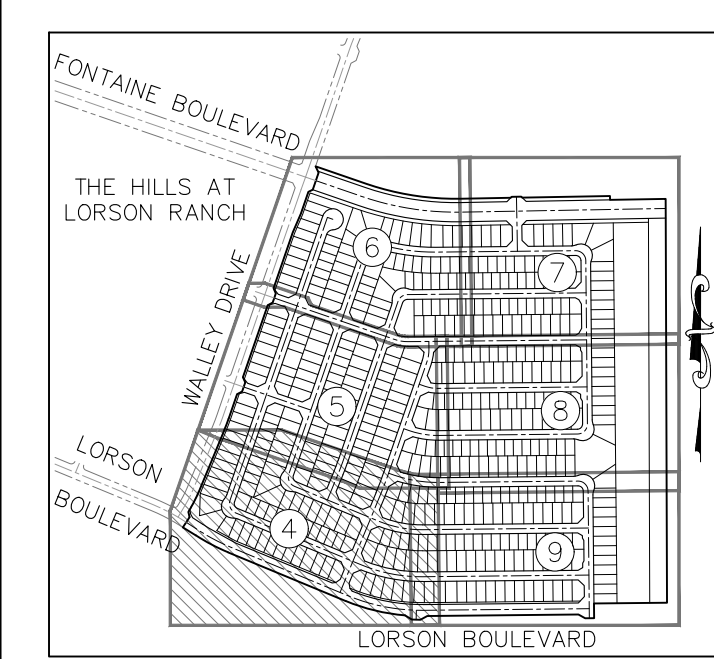 FONTAINE BOULEVARD
THE HILLS AT
LORSON RANCH
6
7
WALLEY DRIVE
5
8
LORSON
BOULEVARD
4
9
LORSON BOULEVARD